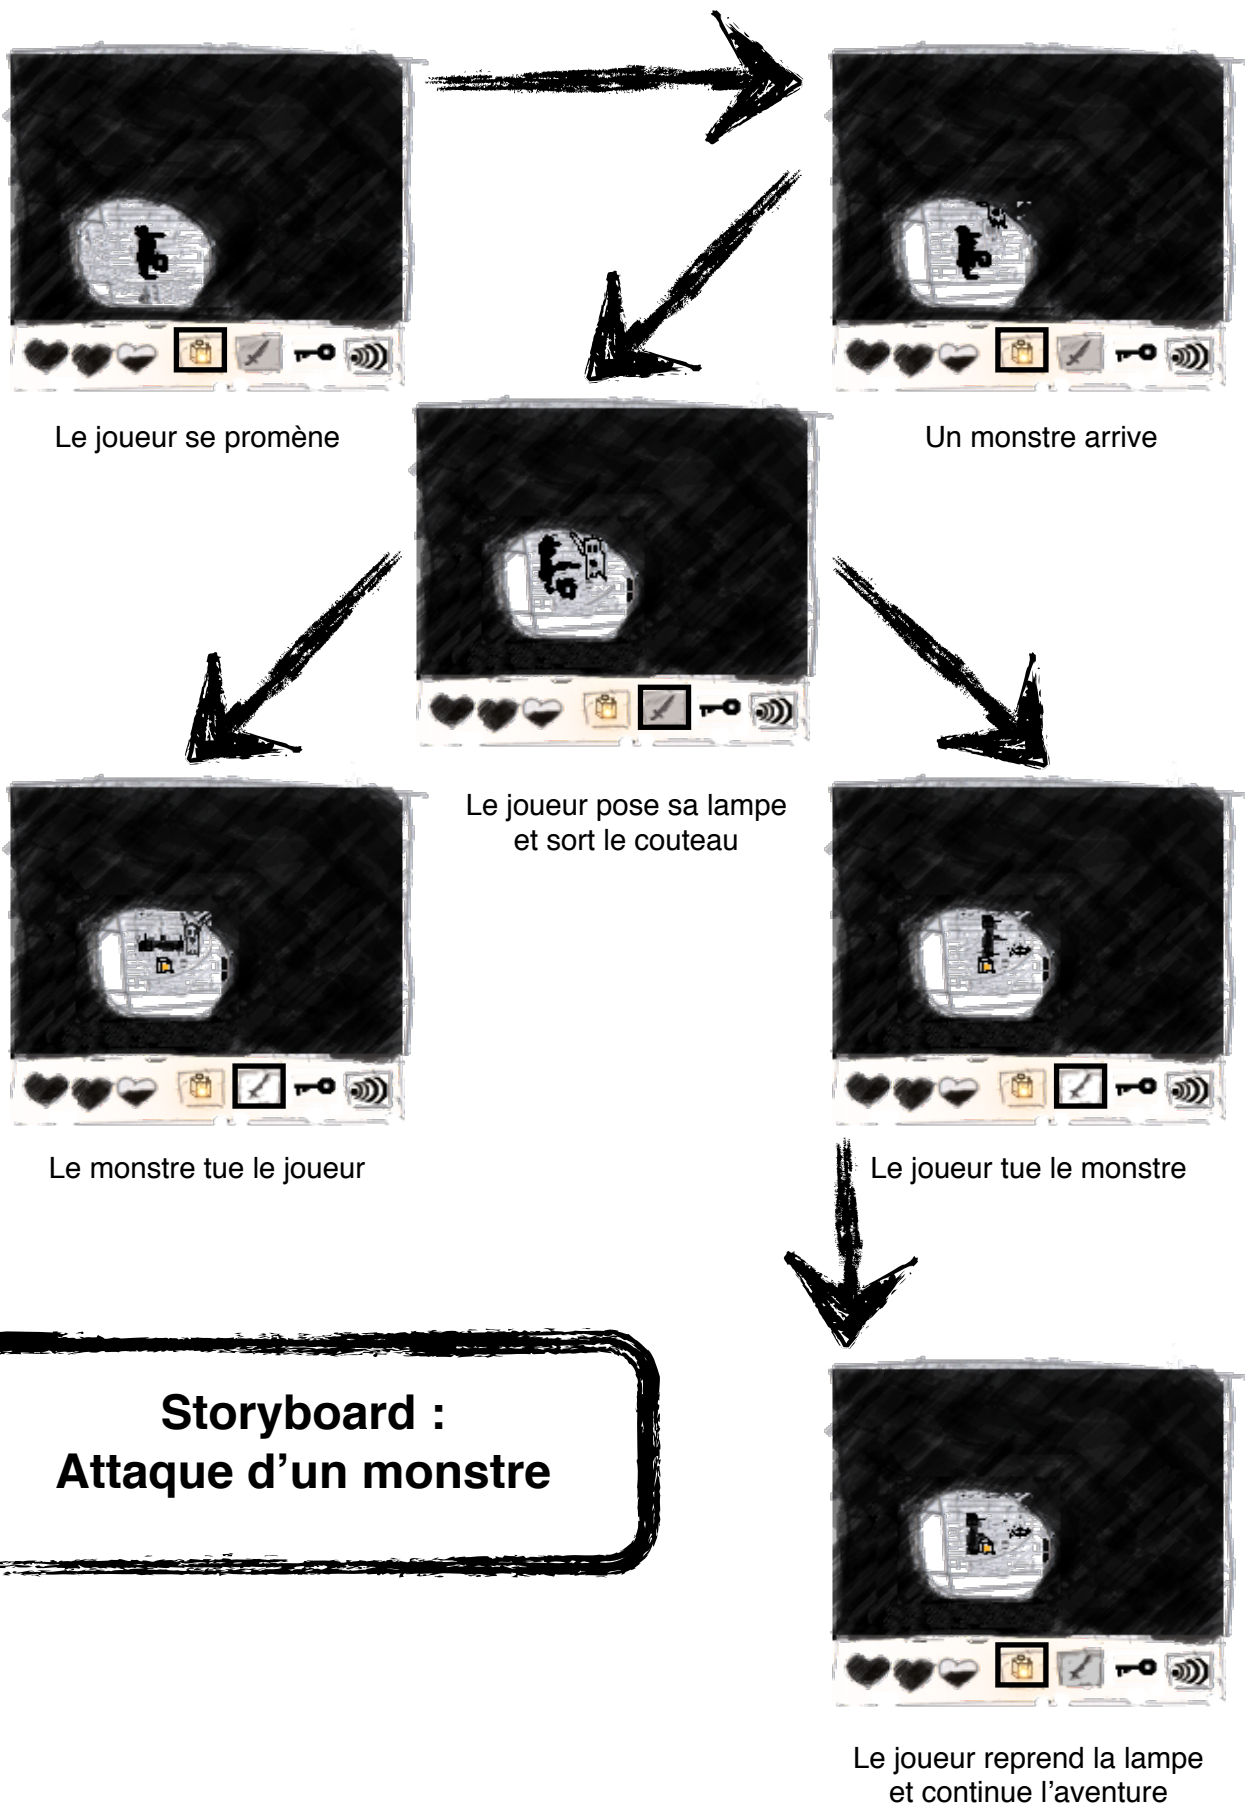 Le joueur se promène
Un monstre arrive
Le joueur pose sa lampe
et sort le couteau
Le monstre tue le joueur
Le joueur tue le monstre
Storyboard :
Attaque d’un monstre
Le joueur reprend la lampe
et continue l’aventure